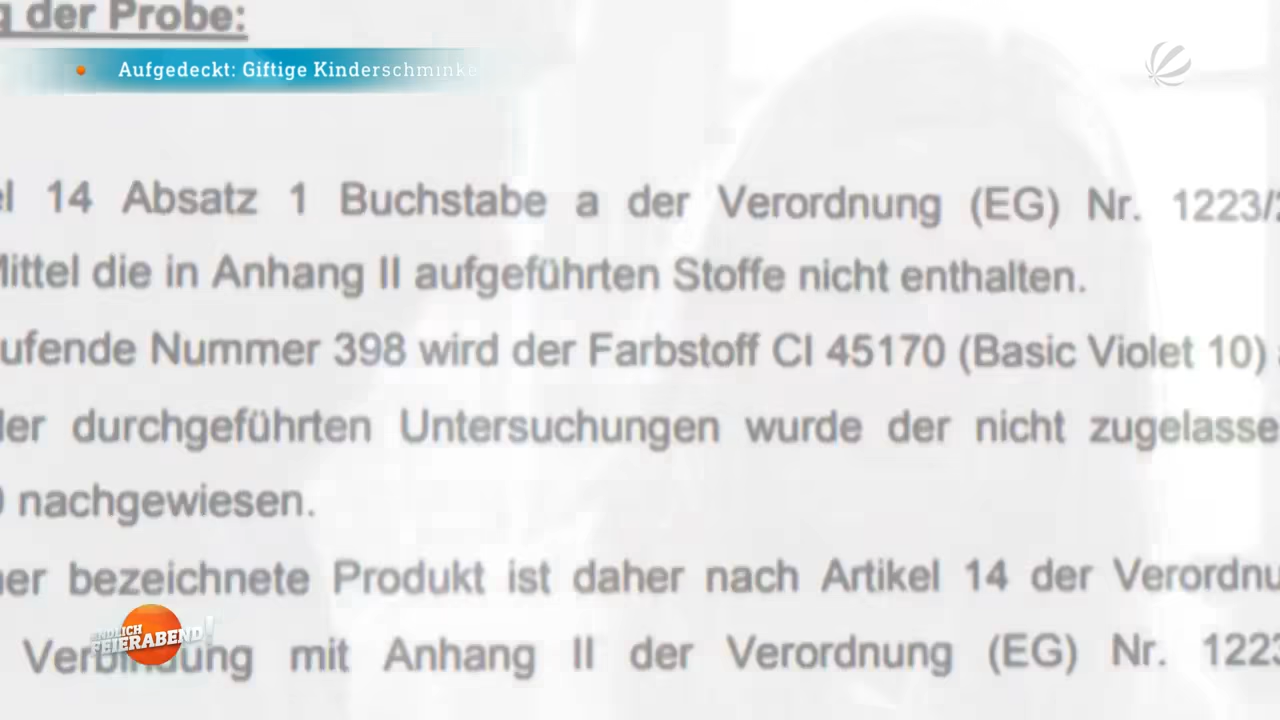 g der Probe:
Aufgedeckt: Giftige Kinderschminke
el 14 Absatz 1 Buchstabe a der Verordnung (EG) Nr. 1223/
Mittel die in Anhang II aufgeführten Stoffe nicht enthalten.
ufende Nummer 398 wird der Farbstoff CI 45170 (Basic Violet 10)
der durchgeführten Untersuchungen wurde der nicht zugelasse
0 nachgewiesen.
er bezeichnete Produkt ist daher nach Artikel 14 der Verordnu
ENDLICH
FEIERABEND!
Verbindung mit Anhang II der Verordnung (EG) Nr. 1223